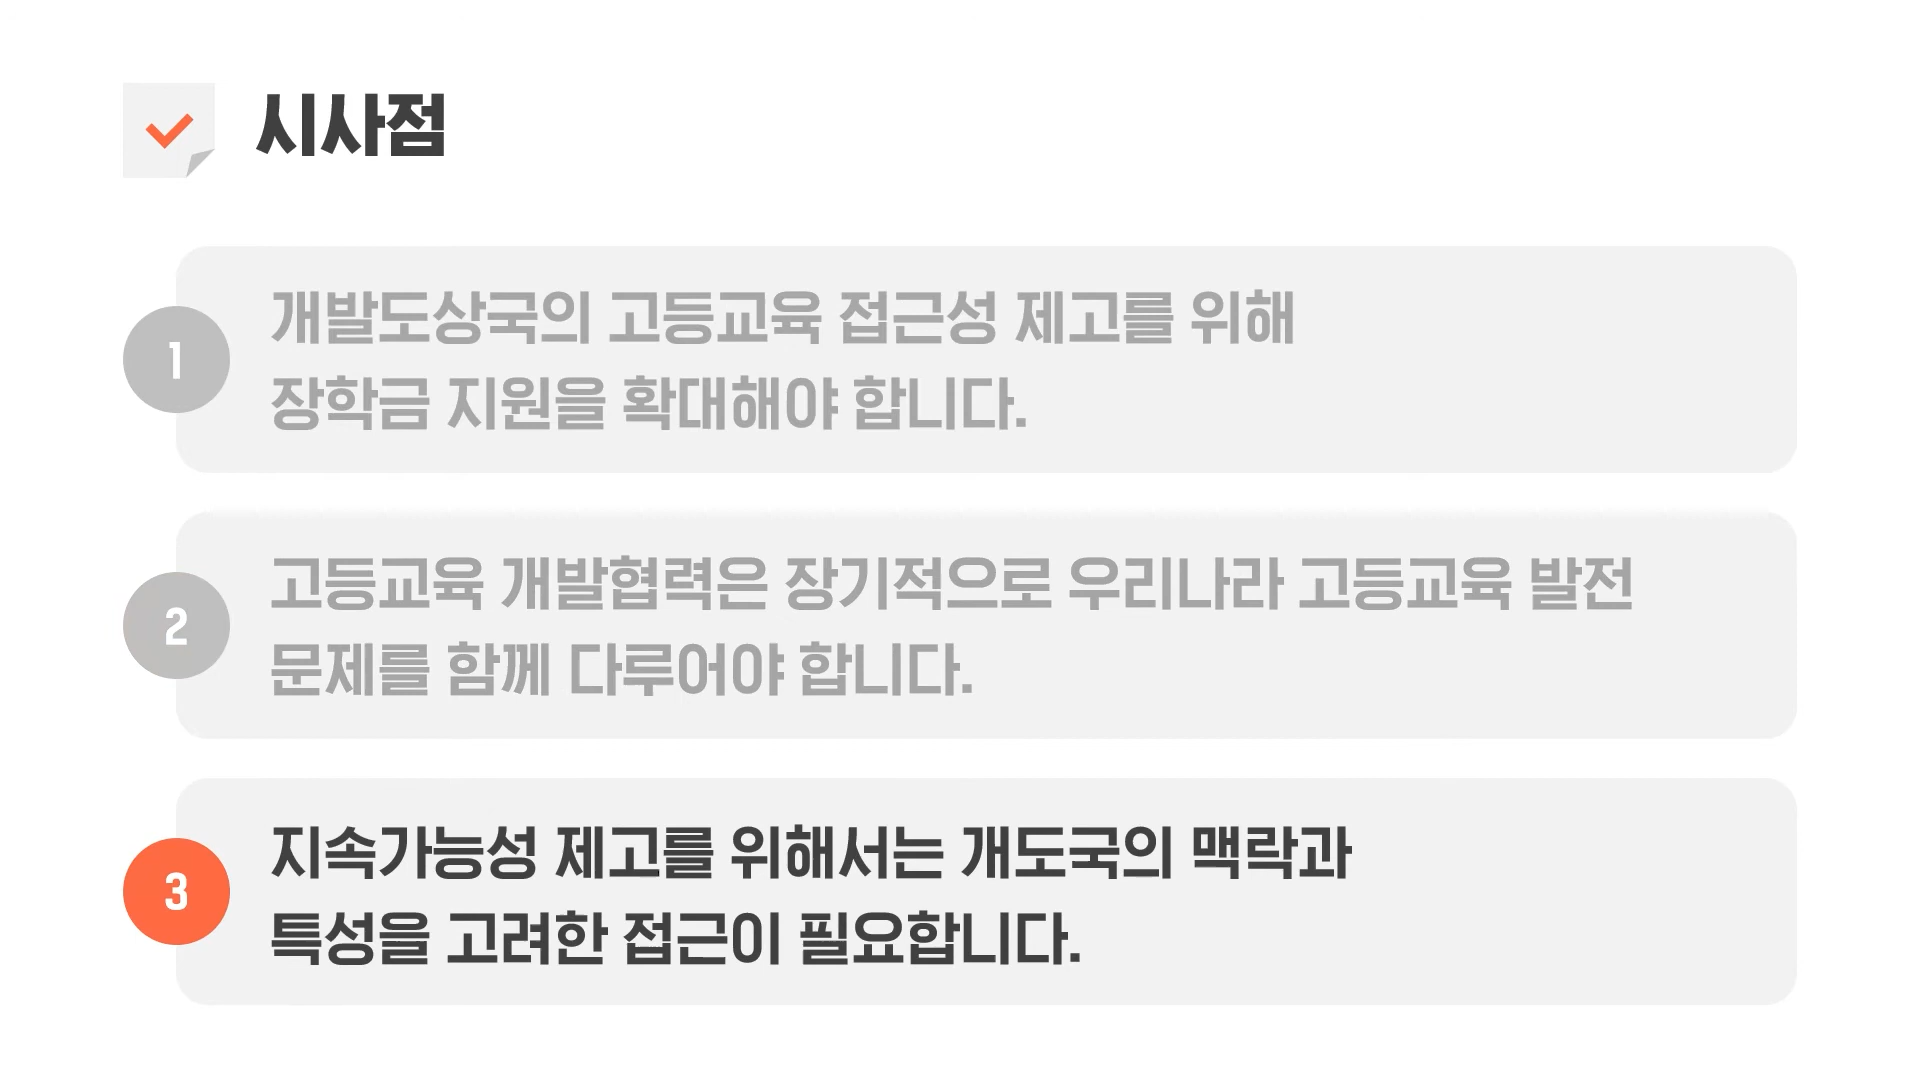 시사점
1
개발도상국의 고등교육 접근성 제고를 위해
장학금 지원을 확대해야 합니다.
2
고등교육 개발협력은 장기적으로 우리나라 고등교육 발전
문제를 함께 다루어야 합니다.
3
지속가능성 제고를 위해서는 개도국의 맥락과
특성을 고려한 접근이 필요합니다.